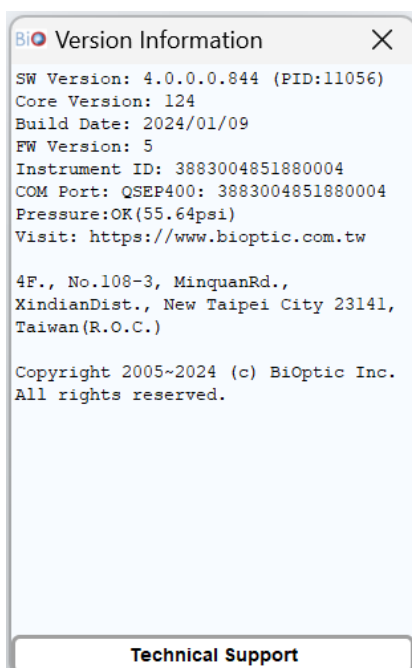 BiO Version Information
SW Version: 4.0.0.0.844 (PID:11056)
Core Version: 124
Build Date: 2024/01/09
FW Version: 5
Instrument ID: 3883004851880004
COM Port: QSEP400: 3883004851880004
Pressure:OK(55.64psi)
Visit: https://www.bioptic.com.tw
4F., No.108-3, MinquanRd.,
XindianDist., New Taipei City 23141,
Taiwan(R.O.C.)
Copyright 2005~2024 (c) BiOptic Inc.
All rights reserved.
Technical Support